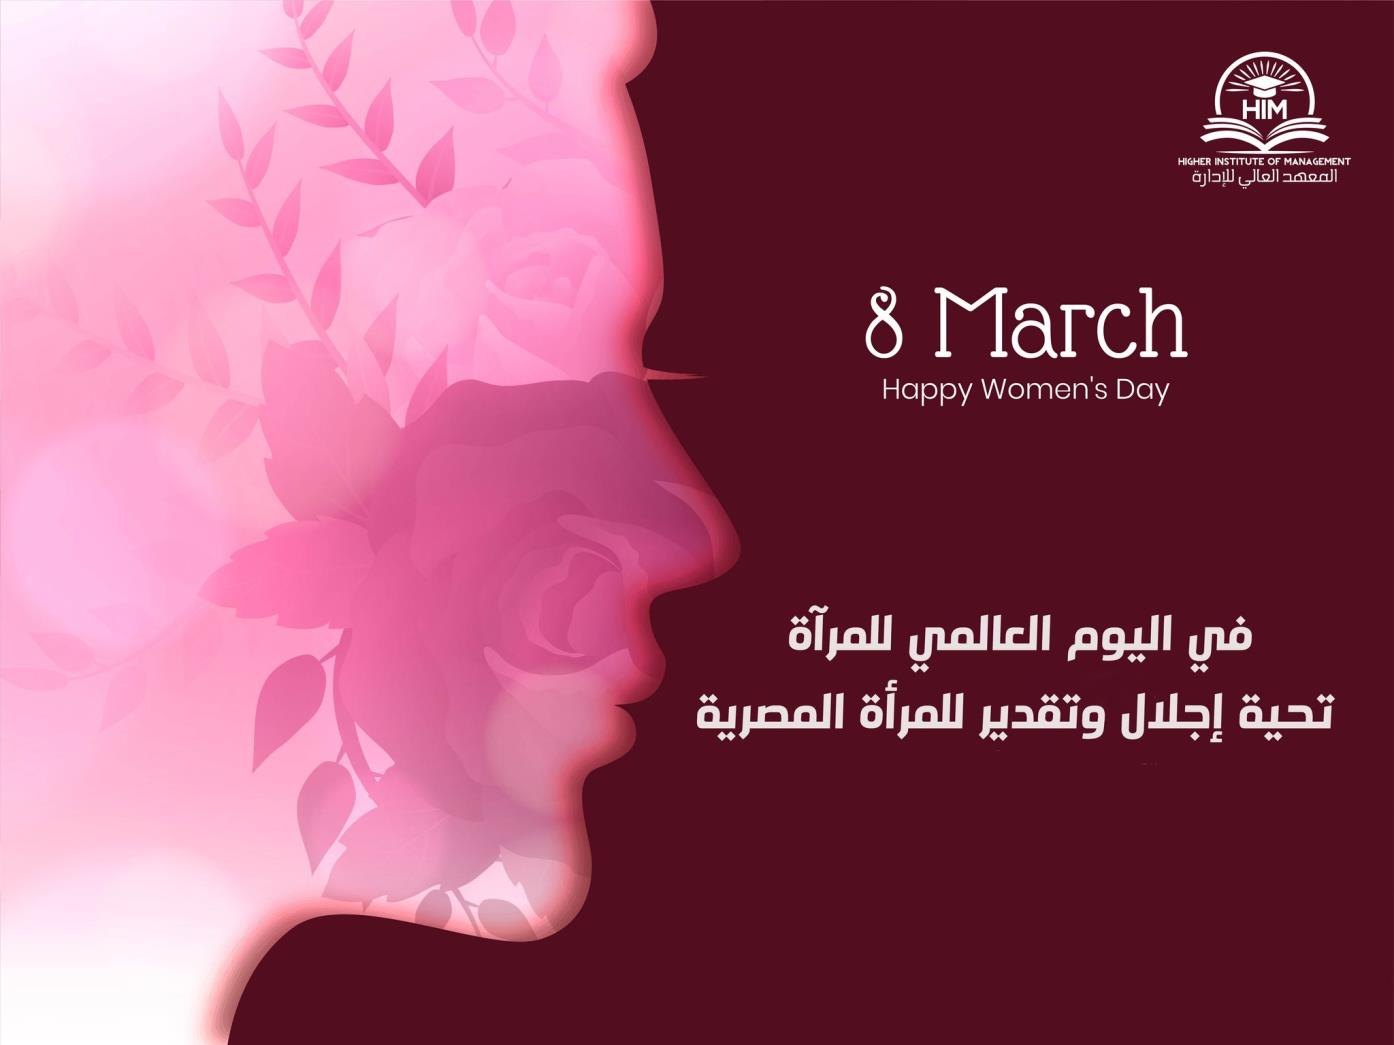 HIM
HIGHER INSTITUTE OF MANAGEMENT
المعهد العالي للإدارة
8 March
Happy Women's Day
في اليوم العالمي للمرآة
تحية إجلال وتقدير للمرأة المصرية